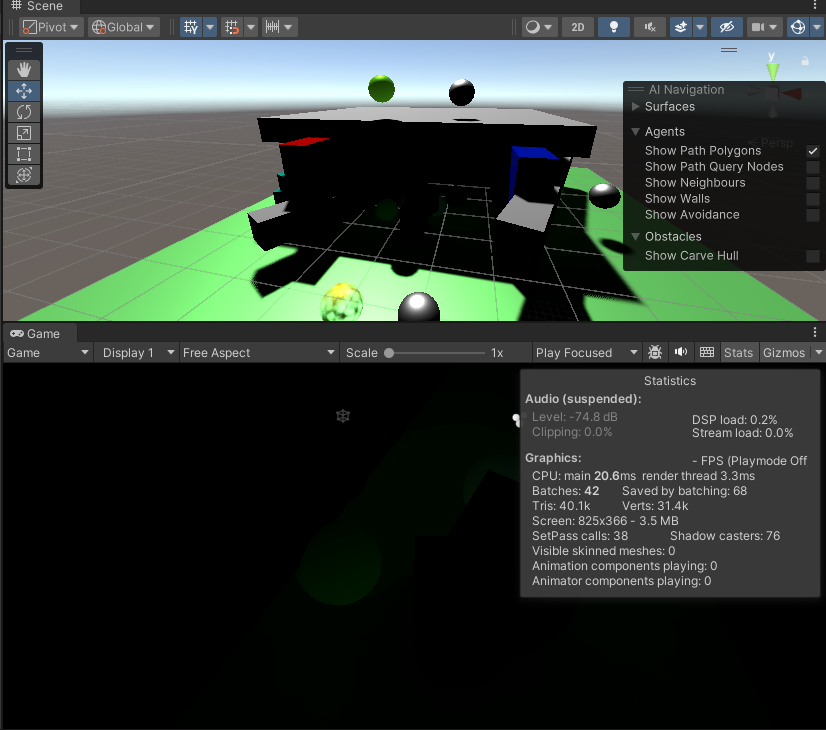 Scene
Pivot Global 2D
AI Navigation
Surfaces
Agents
Show Path Polygons
Show Path Query Nodes
Show Neighbours
Show Walls
Show Avoidance
Obstacles
Show Carve Hull
y
Persp
Game
Game Display 1 Free Aspect Scale 1x Play Focused Stats Gizmos
Statistics
Audio (suspended):
Level: -74.8 dB DSP load: 0.2%
Clipping: 0.0% Stream load: 0.0%
Graphics: - FPS (Playmode Off
CPU: main 20.6ms render thread 3.3ms
Batches: 42 Saved by batching: 68
Tris: 40.1k Verts: 31.4k
Screen: 825x366 - 3.5 MB
SetPass calls: 38 Shadow casters: 76
Visible skinned meshes: 0
Animation components playing: 0
Animator components playing: 0